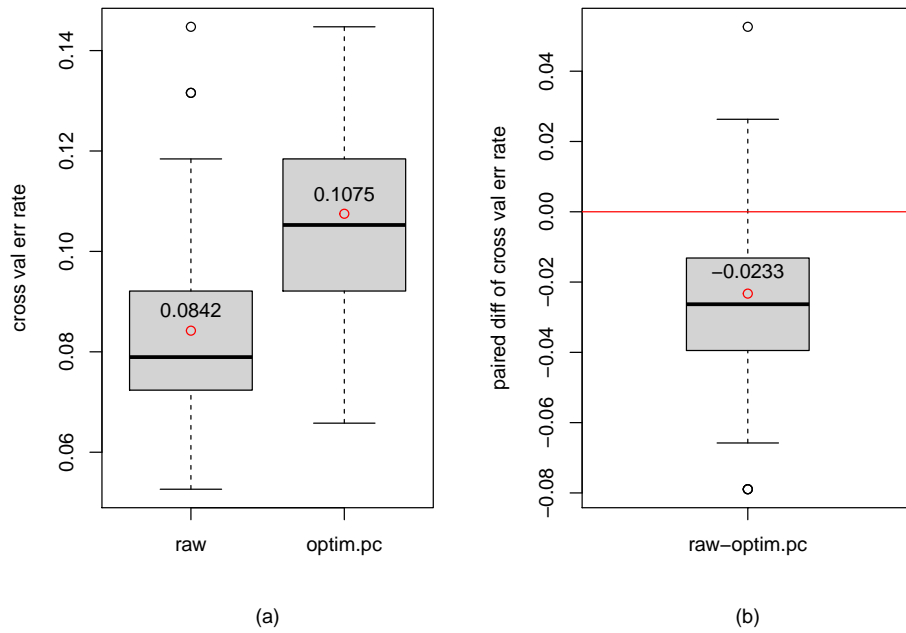 cross val err rate
0.14
0.12
0.10
0.08
0.06
0.0842
0.1075
raw
optim.pc
(a)
paired diff of cross val err rate
0.04
0.02
0.00
−0.02
−0.04
−0.06
−0.08
−0.0233
raw−optim.pc
(b)